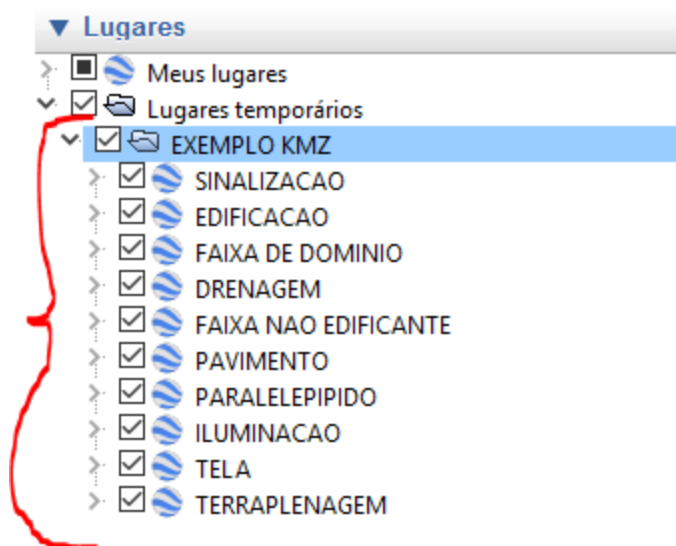 Lugares
Meus lugares
Lugares temporários
EXEMPLO KMZ
SINALIZACAO
EDIFICACAO
FAIXA DE DOMINIO
DRENAGEM
FAIXA NAO EDIFICANTE
PAVIMENTO
PARALELEPIPIDO
ILUMINACAO
TELA
TERRAPLENAGEM